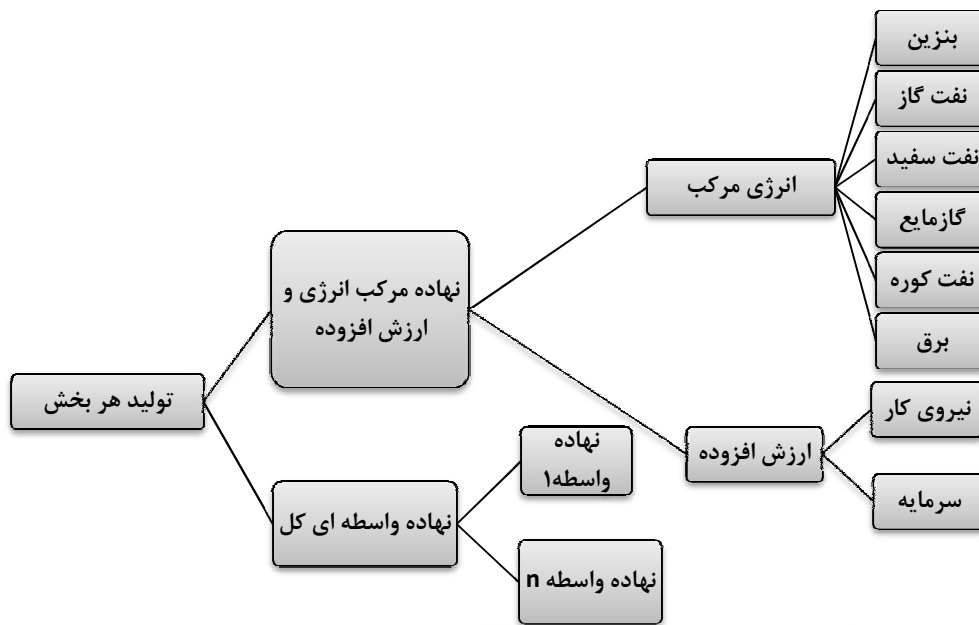 بنزین
نفت گاز
نفت سفید
انرژی مرکب
گازمایع
نهاده مرکب انرژی و
ارزش افزوده
نفت کوره
برق
تولید هر بخش
نیروی کار
نهاده
واسطه۱
ارزش افزوده
سرمایه
نهاده واسطه ای کل
نهاده واسطه n